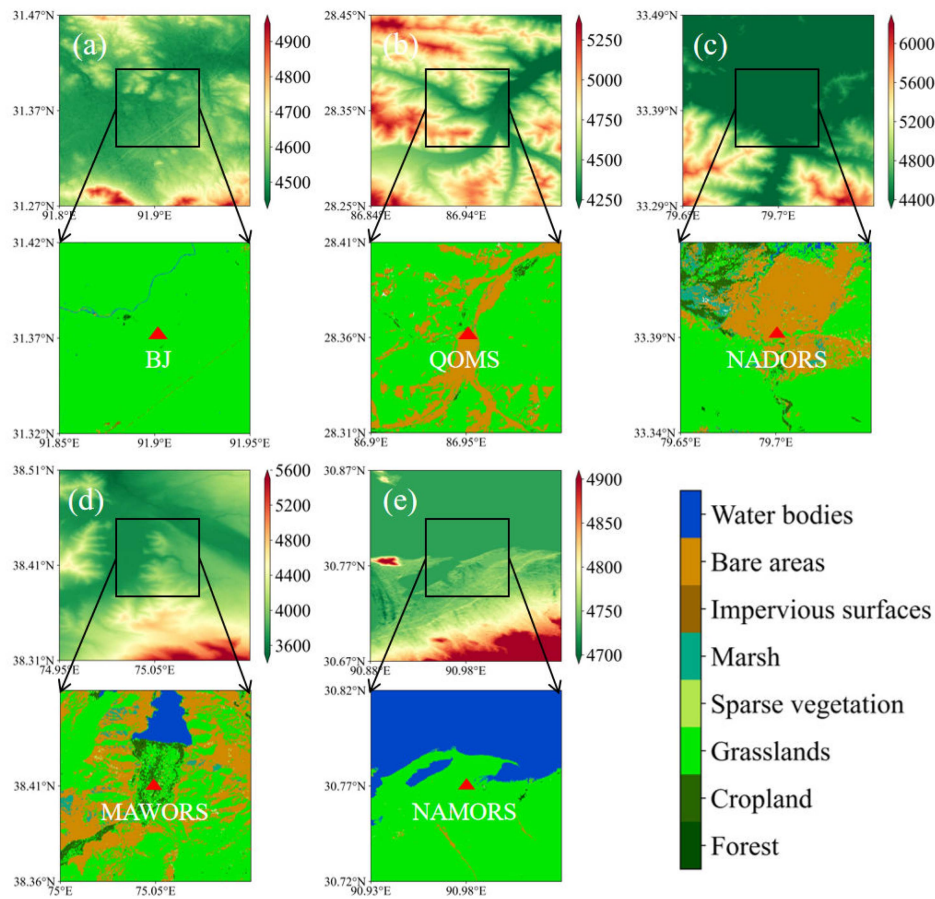 31.47°N
31.37°N
31.27°N
91.8°E
91.9°E
(a)
4900
4800
4700
4600
4500
28.45°N
28.35°N
28.25°N
86.84°E
86.94°E
(b)
5250
5000
4750
4500
4250
33.49°N
33.39°N
33.29°N
79.6°E
79.7°E
(c)
6000
5600
5200
4800
4400
31.42°N
31.37°N
31.32°N
91.85°E
91.9°E
91.95°E
BJ
28.41°N
28.36°N
28.31°N
86.9°E
86.95°E
QOMS
33.39°N
33.34°N
79.65°E
79.7°E
NADORS
38.51°N
38.41°N
38.31°N
74.95°E
75.05°E
(d)
5600
5200
4800
4400
4000
3600
30.87°N
30.77°N
30.67°N
90.88°E
90.98°E
(e)
4900
4850
4800
4750
4700
38.41°N
38.36°N
75°E
75.05°E
MAWORS
30.82°N
30.77°N
30.72°N
90.93°E
90.98°E
NAMORS
Water bodies
Bare areas
Impervious surfaces
Marsh
Sparse vegetation
Grasslands
Cropland
Forest